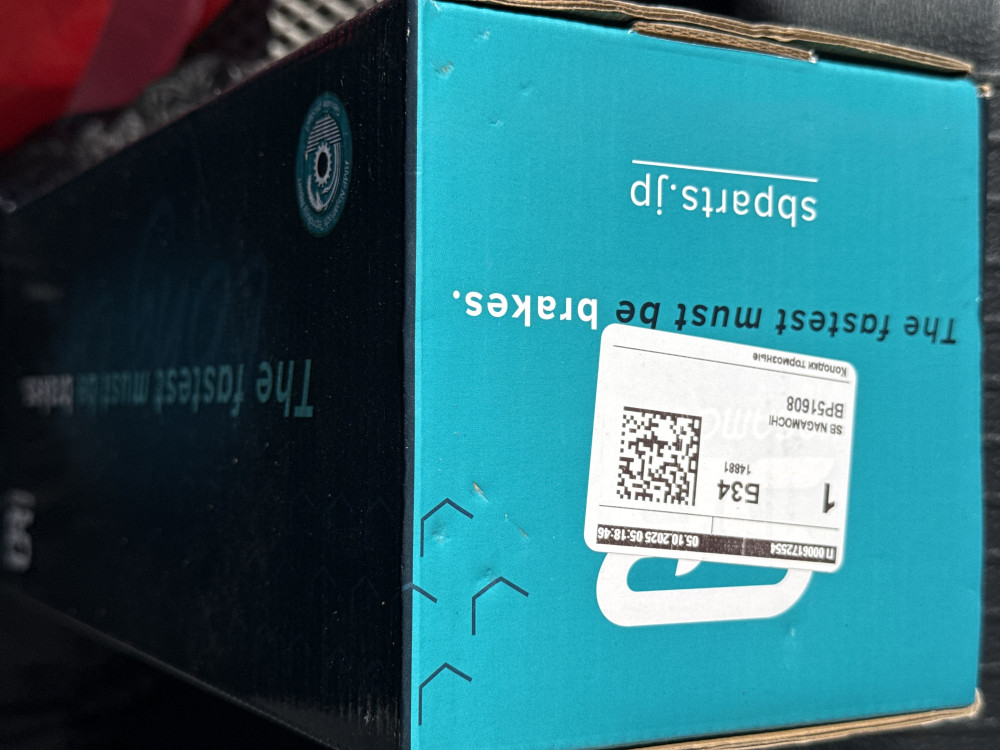 sbparts.jp
The fastest must be brakes.
Колодки тормозные
SB NAGAMOCHI
BP51608
1
Б34
14881
П 0006172554
05.10.2025 05:18:46
The fastest must be brakes.